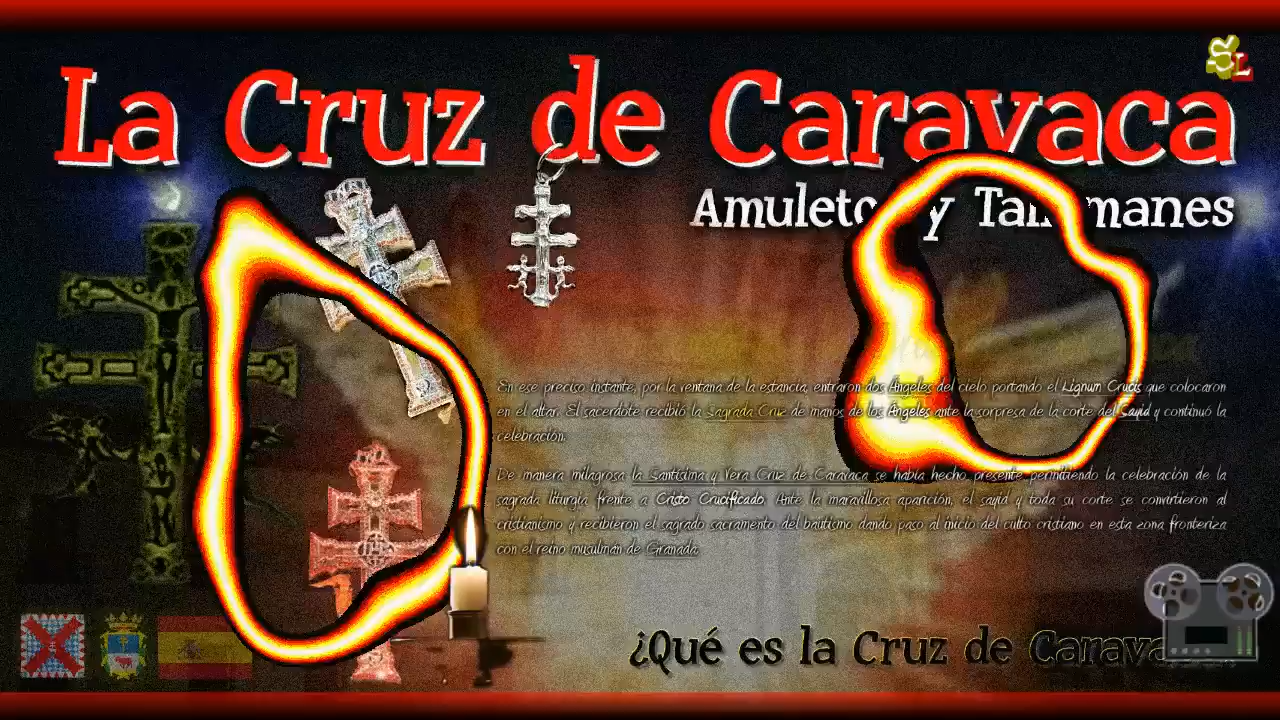 SL
La Cruz de Caravaca
Amuletos y Talismanes
En ese preciso instante, por la ventana de la estancia, entraron dos Ángeles del cielo portando el Lignum Crucis que colocaron
en el altar. El sacerdote recibió la Sagrada Cruz de manos de los Ángeles ante la sorpresa de la corte del Sayid y continuó la
celebración.
De manera milagrosa la Santísima y Vera Cruz de Caravaca se había hecho presente permitiendo la celebración de la
sagrada liturgia frente a Cristo Crucificado. Ante la maravillosa aparición, el sayid y toda su corte se convirtieron al
cristianismo y recibieron el sagrado sacramento del bautismo dando paso al inicio del culto cristiano en esta zona fronteriza
con el reino musulmán de Granada.
¿Qué es la Cruz de